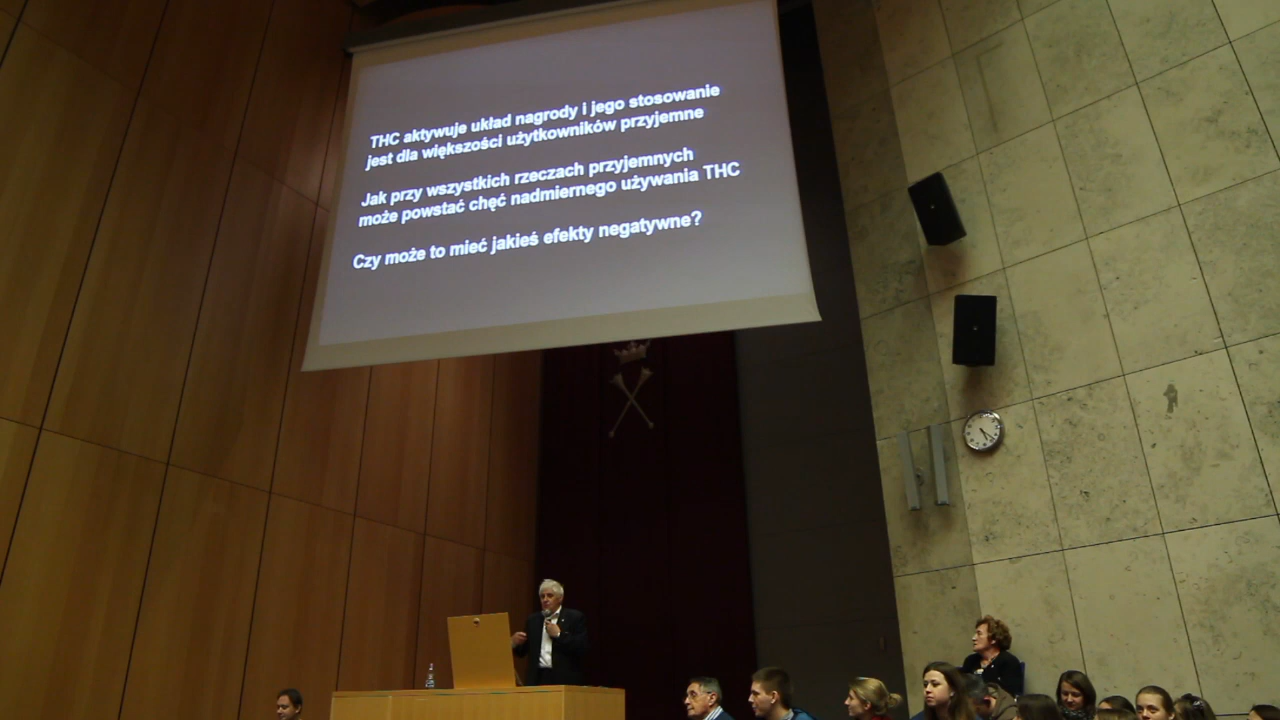 THC aktywuje układ nagrody i jego stosowanie
jest dla większości użytkowników przyjemne
Jak przy wszystkich rzeczach przyjemnych
może powstać chęć nadmiernego używania THC
Czy może to mieć jakieś efekty negatywne?